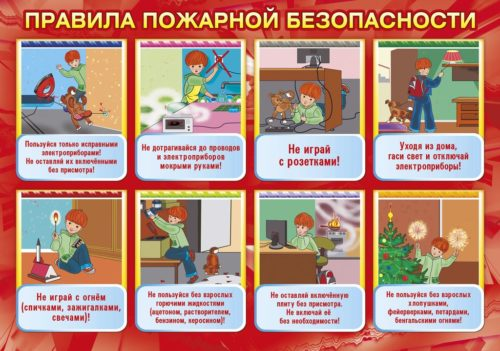 ПРАВИЛА ПОЖАРНОЙ БЕЗОПАСНОСТИ
Пользуйся только исправными
электроприборами!
Не оставляй их включёнными
без присмотра!
Не дотрагивайся до проводов
и электроприборов
мокрыми руками!
Не играй
с розетками!
Уходя из дома,
гаси свет и отключай
электроприборы!
Не играй с огнём
(спичками, зажигалками,
свечами)!
Не пользуйся без взрослых
горючими жидкостями
(ацетоном, растворителем,
бензином, керосином)!
Не оставляй включённую
плиту без присмотра.
Не включай её
без необходимости!
Не пользуйся без взрослых
хлопушками,
фейерверками, петардами,
бенгальскими огнями!